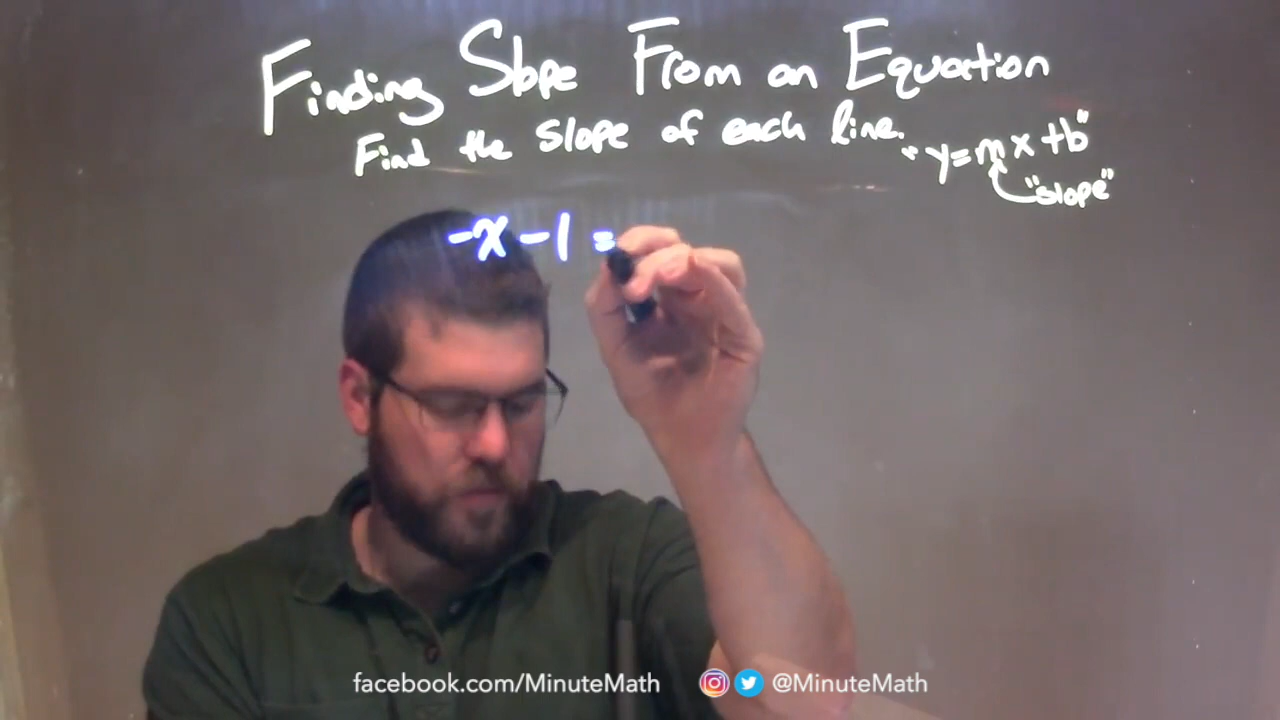 Finding Slope From an Equation
Find the slope of each line.
"y=mx+b"
"slope"
-x-1=
facebook.com/MinuteMath @MinuteMath